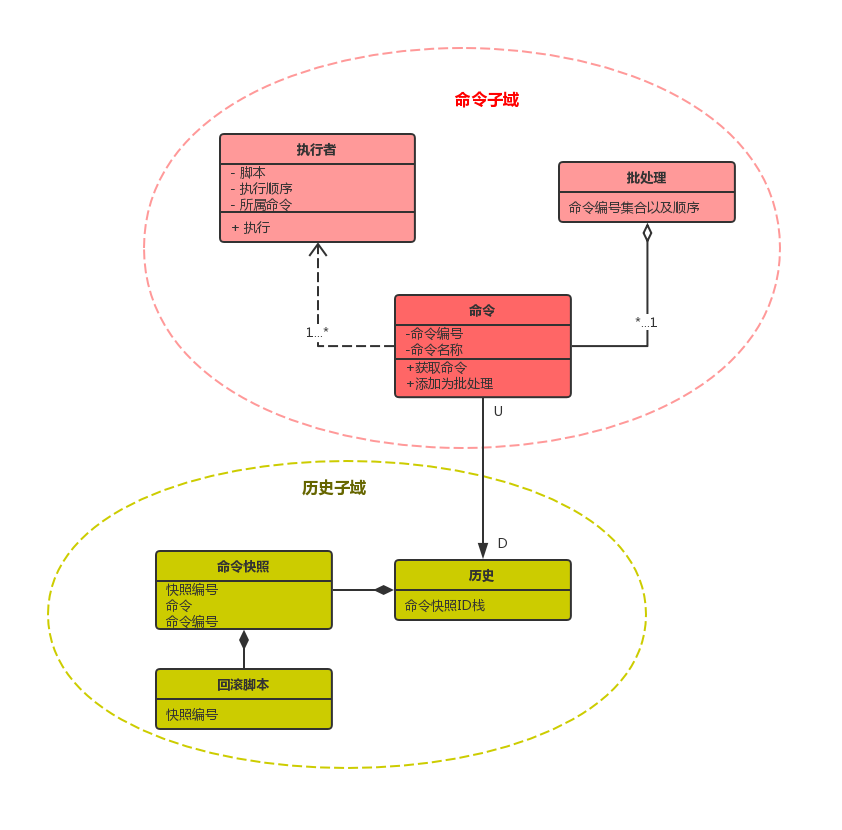 命令子域
执行者
- 脚本
- 执行顺序
- 所属命令
+ 执行
批处理
命令编号集合以及顺序
1...*
*...1
命令
-命令编号
-命令名称
+获取命令
+添加为批处理
U
D
历史子域
命令快照
快照编号
命令
命令编号
历史
命令快照ID栈
回滚脚本
快照编号